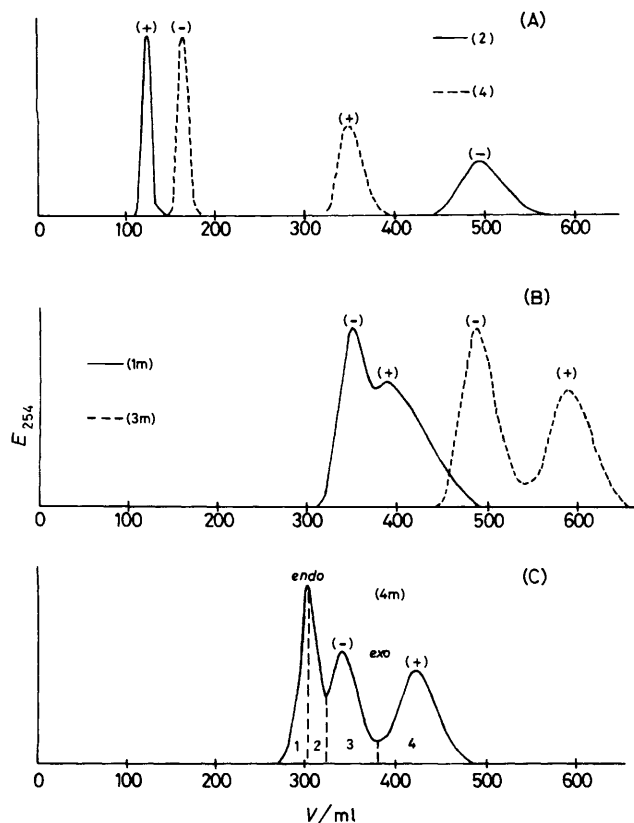 (A)
(+) (-) (2)
(4)
(+)
(-)
0 100 200 300 400 500 600
(B)
(-) (-)
(1m) (+) (+)
(3m)
E254
0 100 200 300 400 500 600
(C)
endo
(4m)
(-) exo (+)
1 2 3 4
0 100 200 300 400 500 600
V/ml